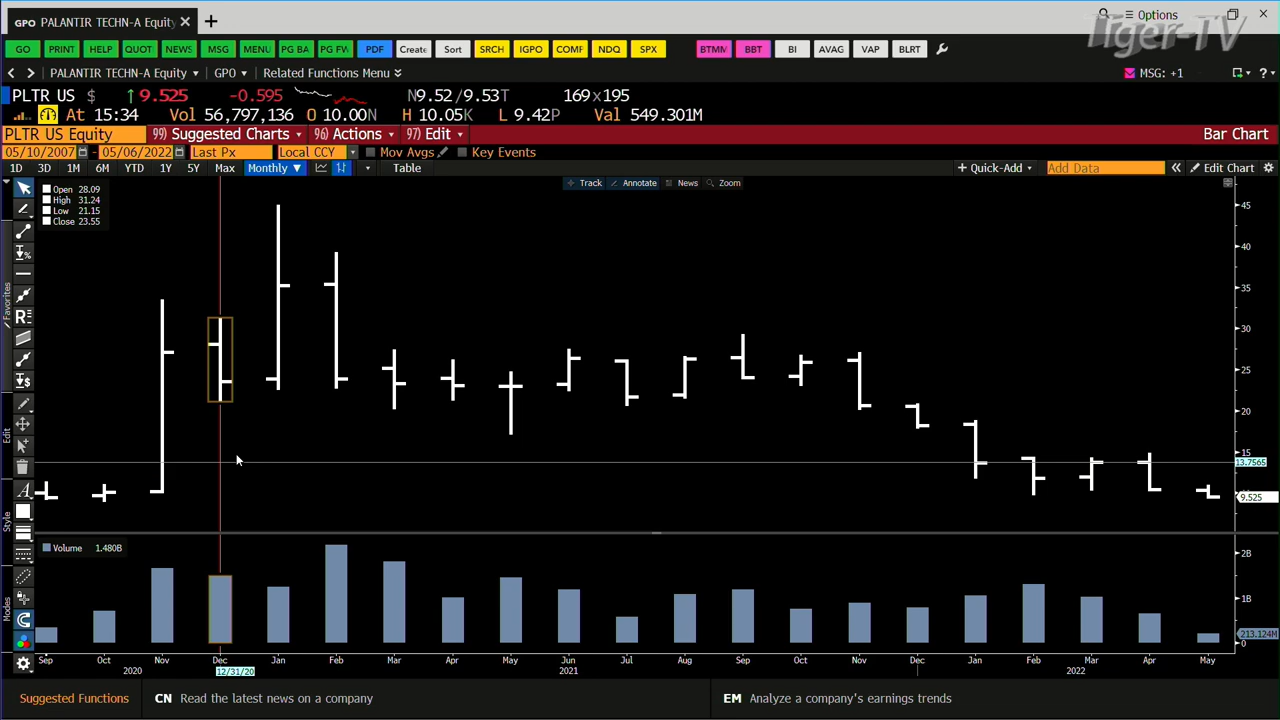 GPO PALANTIR TECHN-A Equity × +
Options
Tiger-TV
GO PRINT HELP QUOT NEWS MSG MENU PG BA PG FW PDF Create Sort SRCH IGPO COMF NDQ SPX BTMM BBT BI AVAG VAP BLRT
PALANTIR TECHN-A Equity GPO Related Functions Menu MSG: +1 ?
PLTR US $ ↑9.525 -0.595 N9.52/9.53T 169x195
At 15:34 Vol 56,797,136 O 10.00N H 10.05K L 9.42P Val 549.301M
PLTR US Equity 99) Suggested Charts 96) Actions 97) Edit Bar Chart
05/10/2007 - 05/06/2022 Last Px Local CCY Mov Avgs Key Events
1D 3D 1M 6M YTD 1Y 5Y Max Monthly ▼ Table + Quick-Add Add Data « Edit Chart
Track Annotate News Zoom
Open 28.09
High 31.24
Low 21.15
Close 23.55
45
40
35
30
25
20
15
13.7565
9.525
Favorites
Edit
Style
Modes
Volume 1.480B
2B
1B
213.124M
0
Sep Oct Nov Dec Jan Feb Mar Apr May Jun Jul Aug Sep Oct Nov Dec Jan Feb Mar Apr May
2020 12/31/20 2021 2022
Suggested Functions CN Read the latest news on a company EM Analyze a company's earnings trends